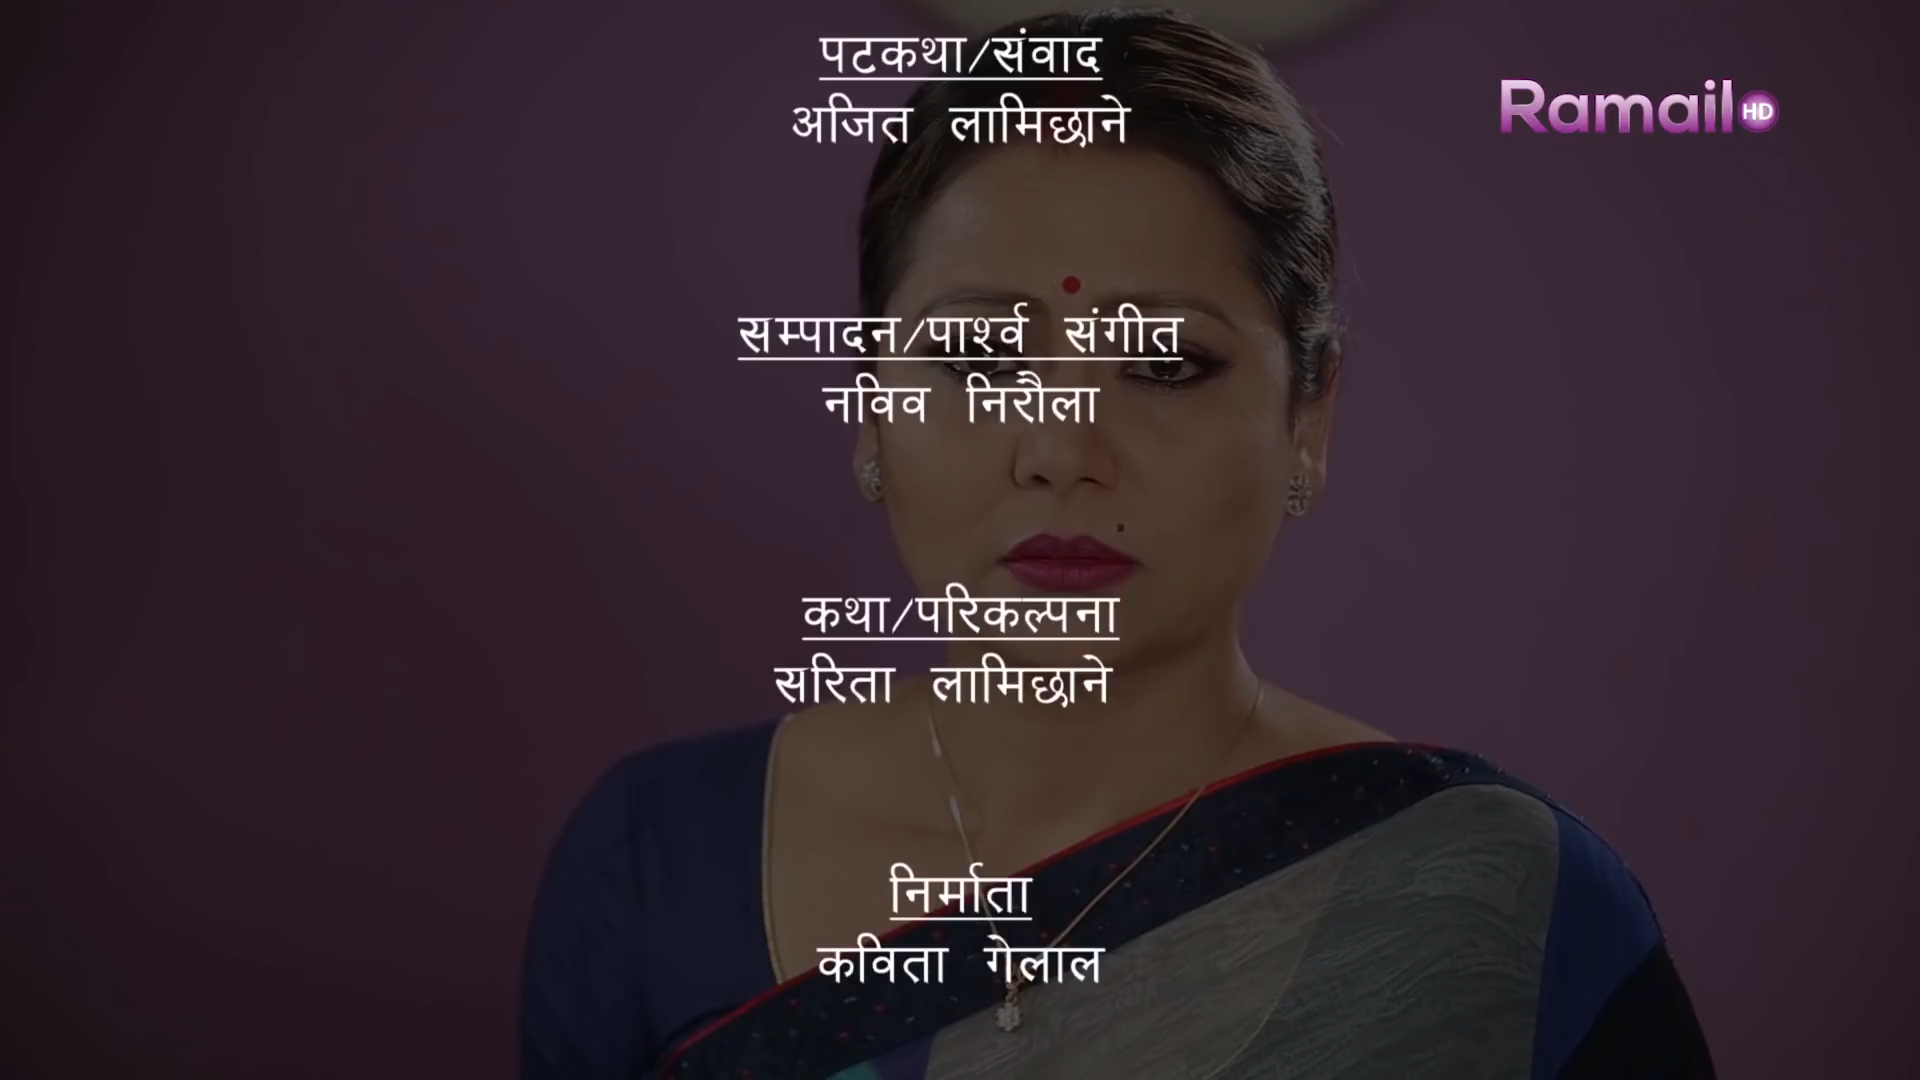 पटकथा/संवाद
अजित लामिछाने
Ramail HD
सम्पादन/पार्श्व संगीत
नविव निरौला
कथा/परिकल्पना
सरिता लामिछाने
निर्माता
कविता गेलाल